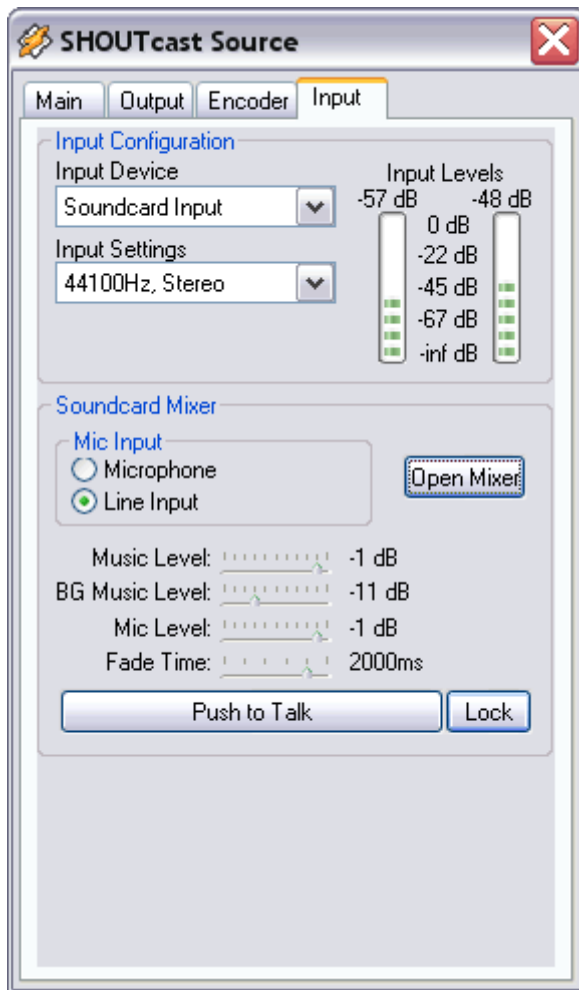 SHOUTcast Source
Main Output Encoder Input
Input Configuration
Input Device
Soundcard Input
Input Settings
44100Hz, Stereo
Input Levels
-57 dB -48 dB
0 dB
-22 dB
-45 dB
-67 dB
-inf dB
Soundcard Mixer
Mic Input
Microphone
Line Input
Open Mixer
Music Level: -1 dB
BG Music Level: -11 dB
Mic Level: -1 dB
Fade Time: 2000ms
Push to Talk Lock